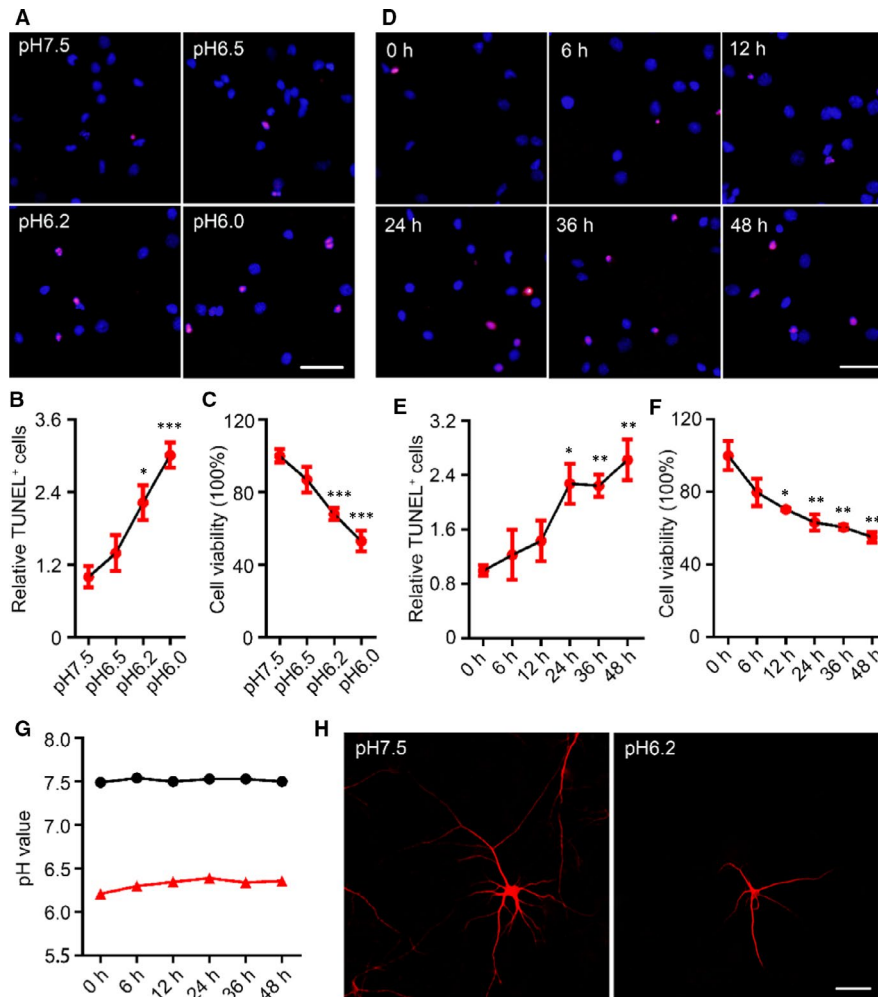 A
pH7.5
pH6.5
pH6.2
pH6.0
D
0 h
6 h
12 h
24 h
36 h
48 h
B
Relative TUNEL⁺ cells
3.6
2.4
1.2
0
*
***
pH7.5
pH6.5
pH6.2
pH6.0
C
Cell viability (100%)
120
80
40
0
***
***
pH7.5
pH6.5
pH6.2
pH6.0
E
Relative TUNEL⁺ cells
3.2
2.4
1.6
0.8
0
*
**
**
0 h
6 h
12 h
24 h
36 h
48 h
F
Cell viability (100%)
120
80
40
0
*
**
**
**
0 h
6 h
12 h
24 h
36 h
48 h
G
pH value
8.0
7.5
7.0
6.5
6.0
5.5
0 h
6 h
12 h
24 h
36 h
48 h
H
pH7.5
pH6.2